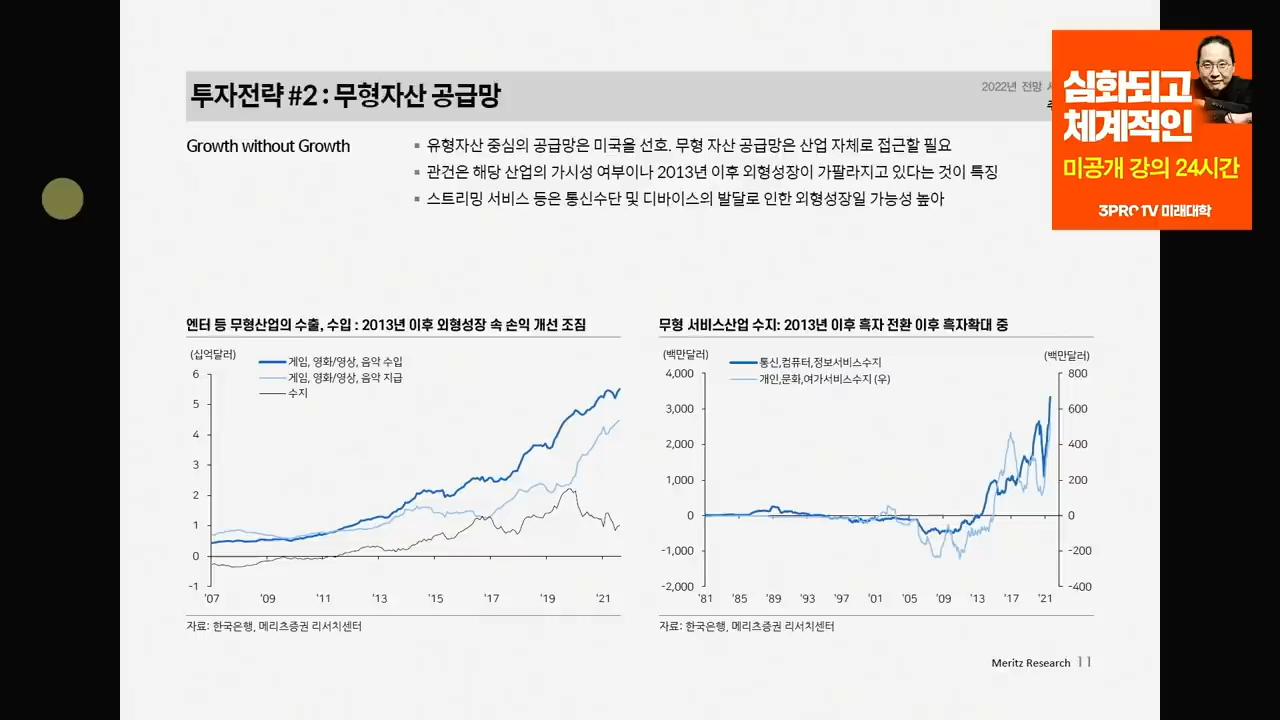 투자전략 #2 : 무형자산 공급망
2022년 전망
Growth without Growth
▪ 유형자산 중심의 공급망은 미국을 선호. 무형 자산 공급망은 산업 자체로 접근할 필요
▪ 관건은 해당 산업의 가시성 여부이나 2013년 이후 외형성장이 가팔라지고 있다는 것이 특징
▪ 스트리밍 서비스 등은 통신수단 및 디바이스의 발달로 인한 외형성장일 가능성 높아
심화되고
체계적인
미공개 강의 24시간
3PRO TV 미래대학
엔터 등 무형산업의 수출, 수입 : 2013년 이후 외형성장 속 손익 개선 조짐
(십억달러)
게임, 영화/영상, 음악 수입
게임, 영화/영상, 음악 지급
수지
6
5
4
3
2
1
0
-1
'07 '09 '11 '13 '15 '17 '19 '21
자료: 한국은행, 메리츠증권 리서치센터
무형 서비스산업 수지: 2013년 이후 흑자 전환 이후 흑자확대 중
(백만달러) (백만달러)
통신,컴퓨터,정보서비스수지
개인,문화,여가서비스수지 (우)
4,000 800
3,000 600
2,000 400
1,000 200
0 0
-1,000 -200
-2,000 -400
'81 '85 '89 '93 '97 '01 '05 '09 '13 '17 '21
자료: 한국은행, 메리츠증권 리서치센터
Meritz Research 11